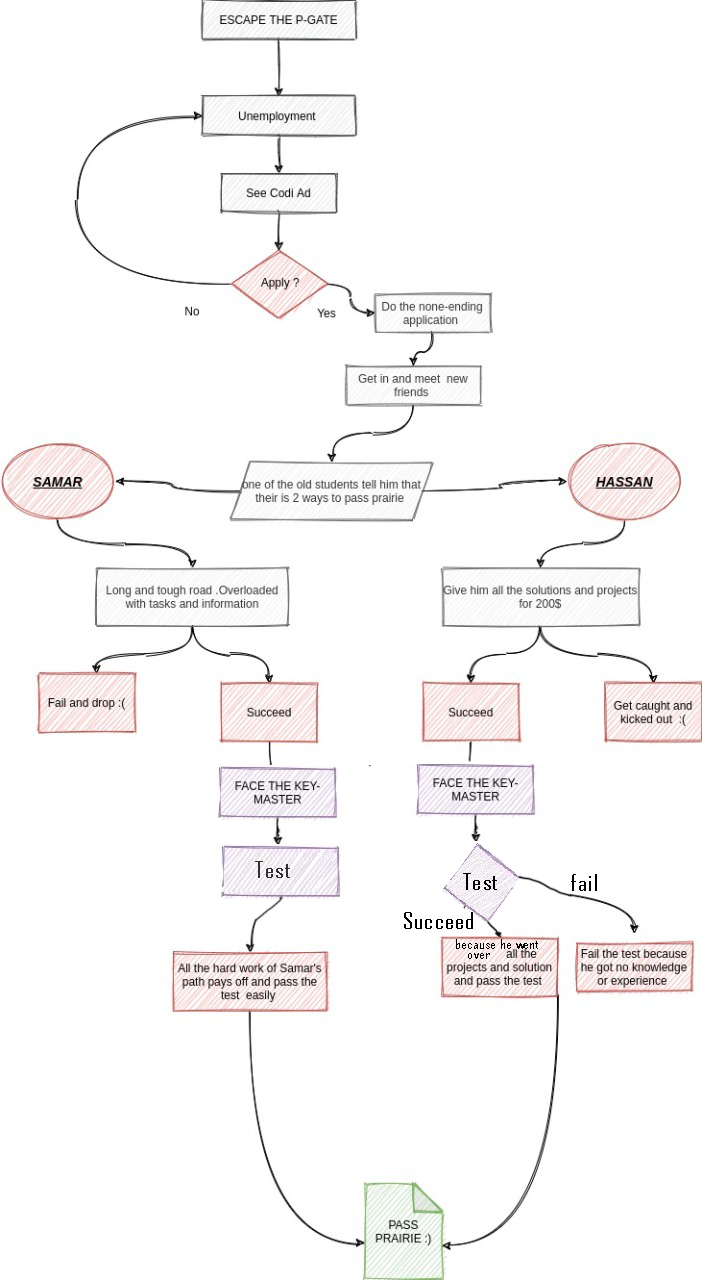 ESCAPE THE P-GATE
Unemployment
See Codi Ad
Apply ?
No
Yes
Do the none-ending
application
Get in and meet new
friends
one of the old students tell him that
their is 2 ways to pass prairie
SAMAR
HASSAN
Long and tough road .Overloaded
with tasks and information
Give him all the solutions and projects
for 200$
Fail and drop :(
Succeed
Succeed
Get caught and
kicked out :(
FACE THE KEY-
MASTER
FACE THE KEY-
MASTER
Test
Test
fail
Succeed
All the hard work of Samar's
path pays off and pass the
test easily
because he went
over all the
projects and solution
and pass the test
Fail the test because
he got no knowledge
or experience
PASS
PRAIRIE :)